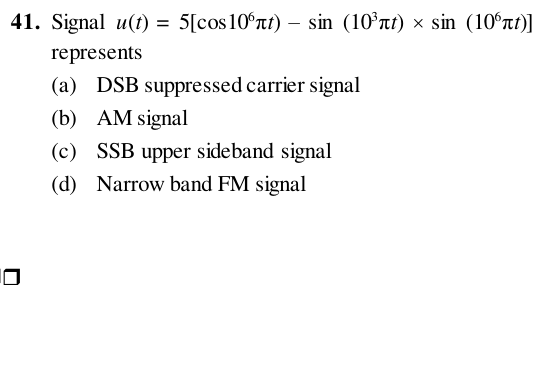 41. Signal u(t) = 5[cos10⁶πt) – sin (10³πt) × sin (10⁶πt)]
represents
(a) DSB suppressed carrier signal
(b) AM signal
(c) SSB upper sideband signal
(d) Narrow band FM signal